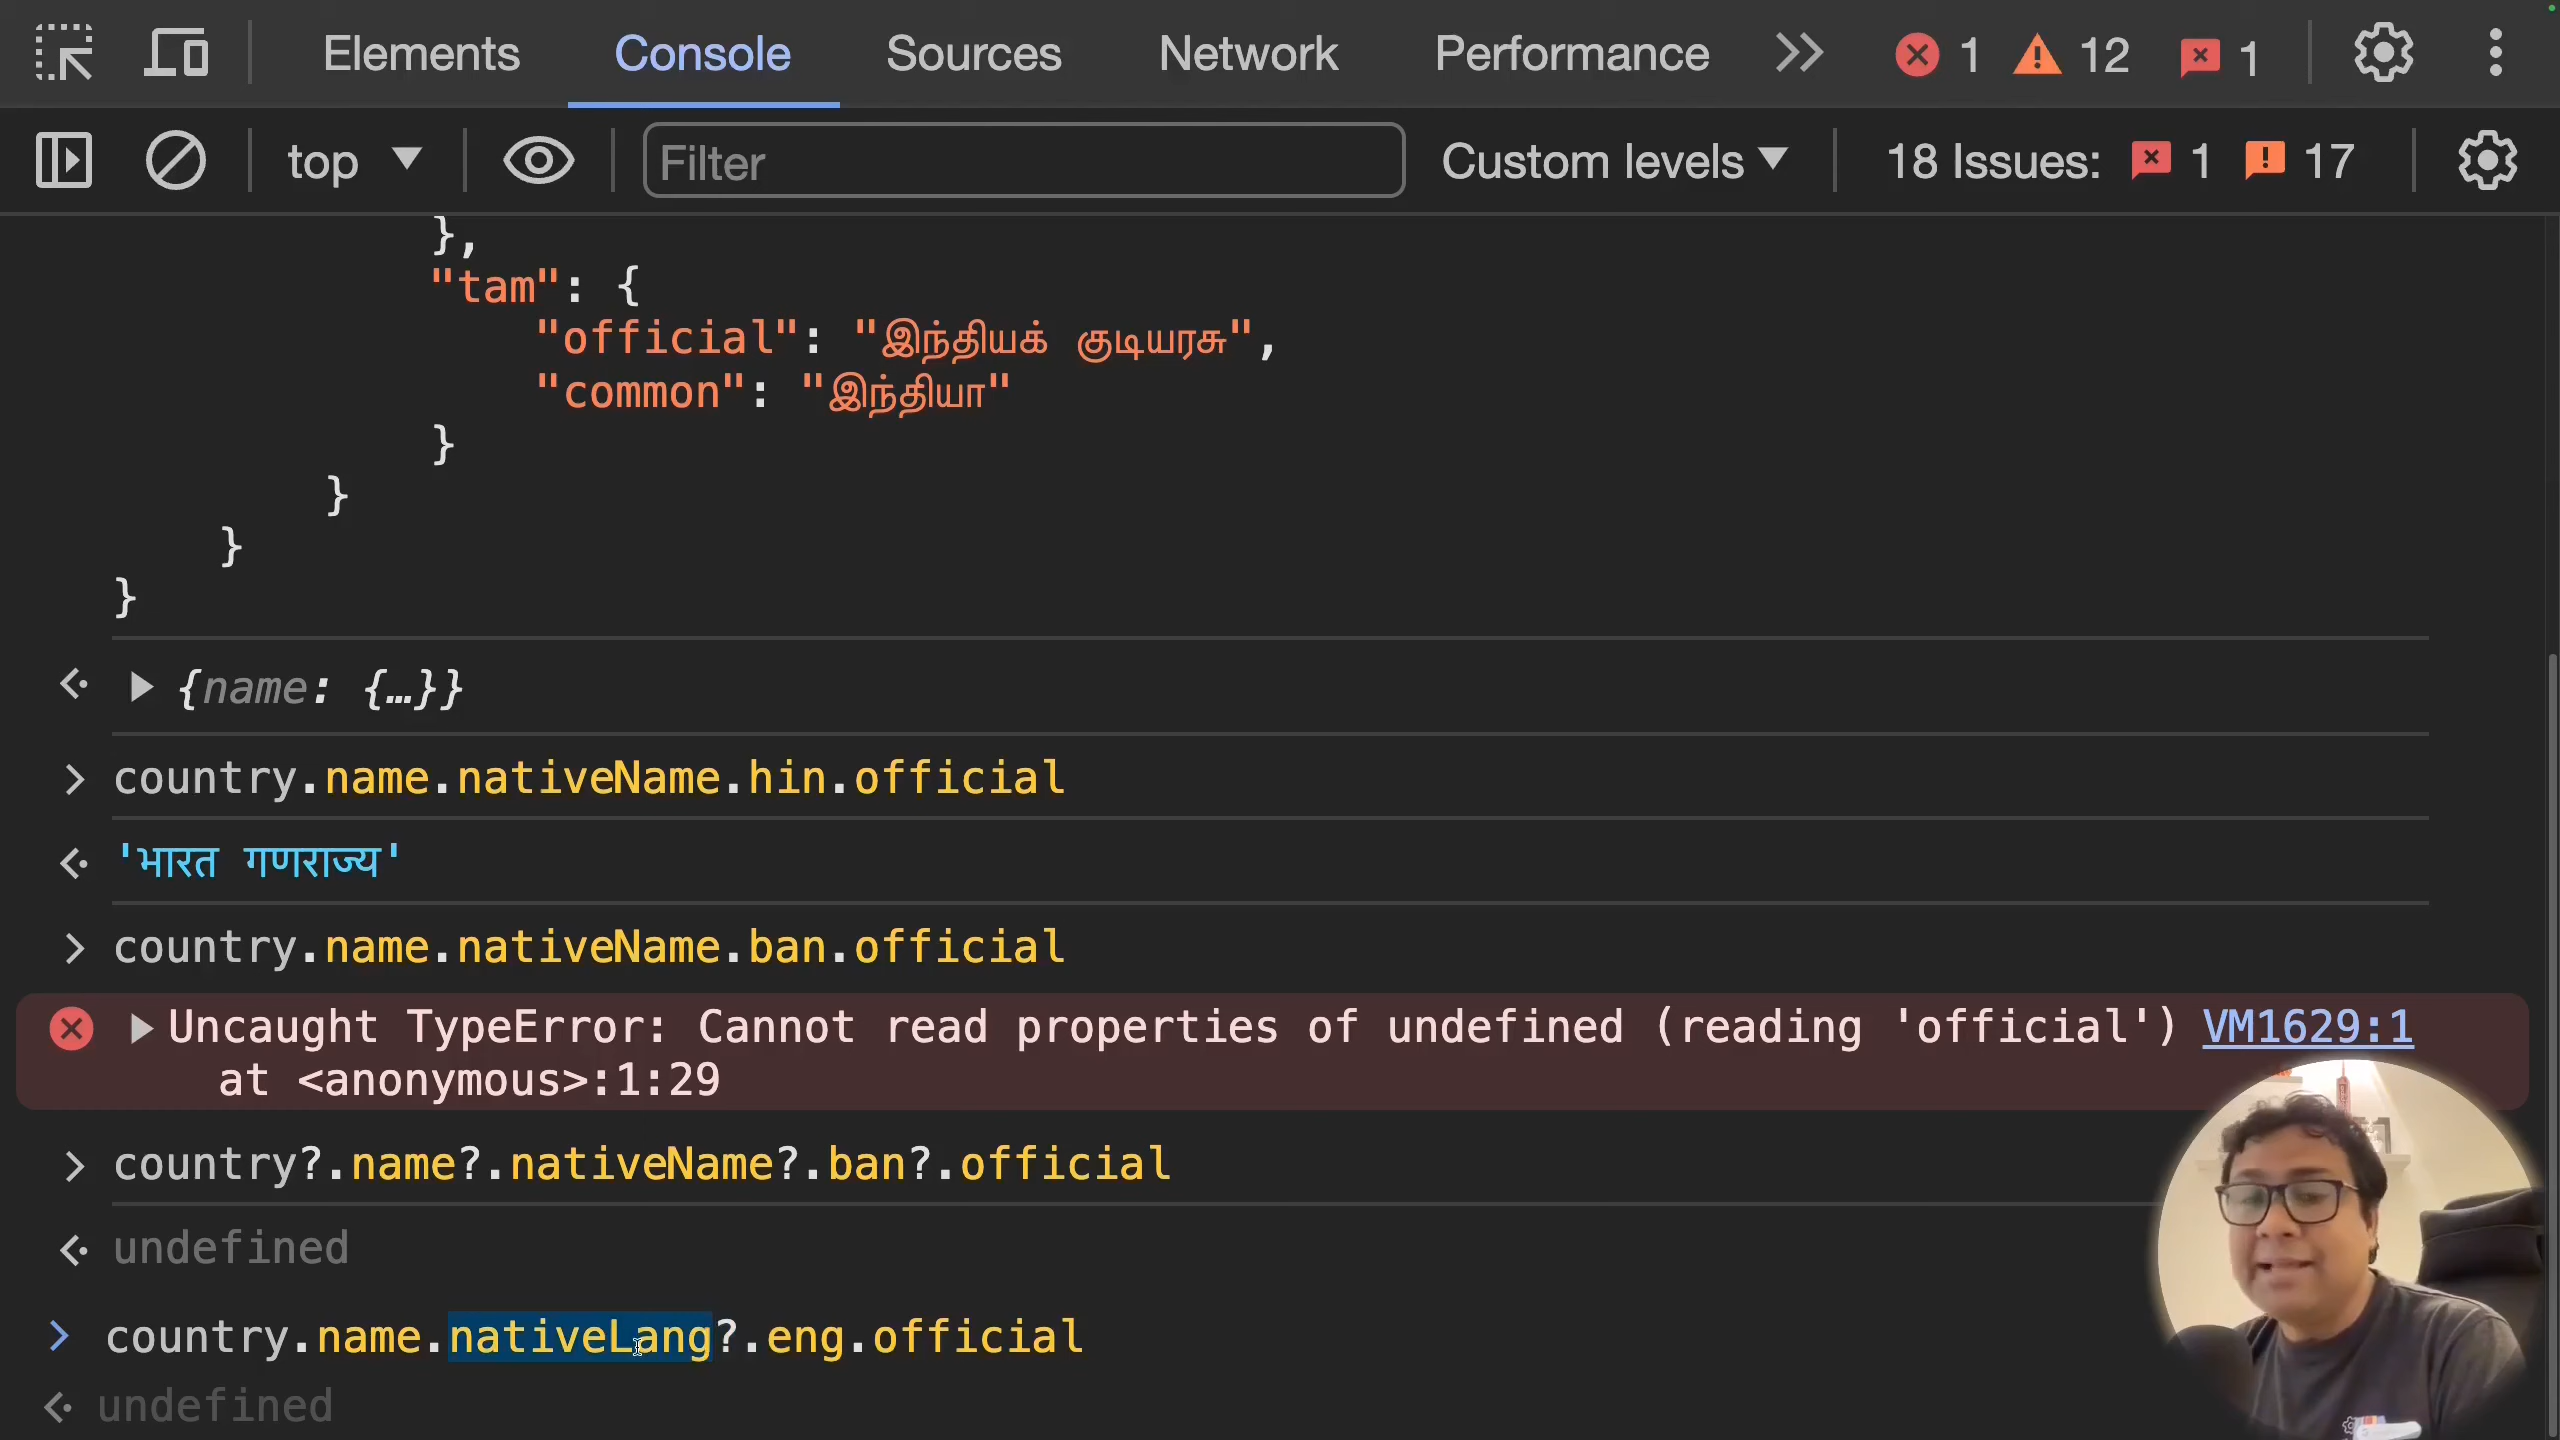 Elements Console Sources Network Performance 1 12 1
top Filter Custom levels 18 Issues: 1 17
},
"tam": {
"official": "இந்தியக் குடியரசு",
"common": "இந்தியா"
}
}
}
}
{name: {…}}
country.name.nativeName.hin.official
'भारत गणराज्य'
country.name.nativeName.ban.official
Uncaught TypeError: Cannot read properties of undefined (reading 'official') VM1629:1
at <anonymous>:1:29
country?.name?.nativeName?.ban?.official
undefined
country.name.nativeLang?.eng.official
undefined